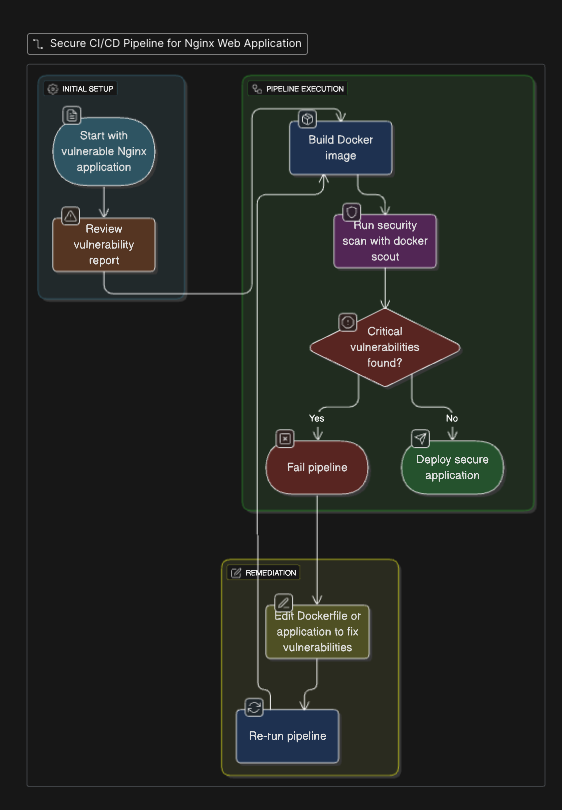 Secure CI/CD Pipeline for Nginx Web Application
INITIAL SETUP
Start with
vulnerable Nginx
application
Review
vulnerability
report
PIPELINE EXECUTION
Build Docker
image
Run security
scan with docker
scout
Critical
vulnerabilities
found?
Yes
No
Fail pipeline
Deploy secure
application
REMEDIATION
Edit Dockerfile or
application to fix
vulnerabilities
Re-run pipeline